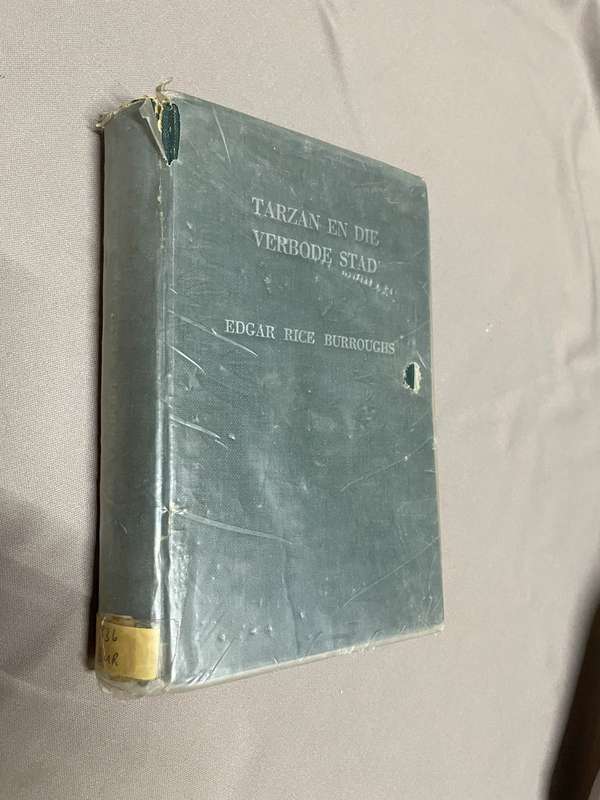 TARZAN EN DIE
VERBODE STAD
EDGAR RICE BURROUGHS